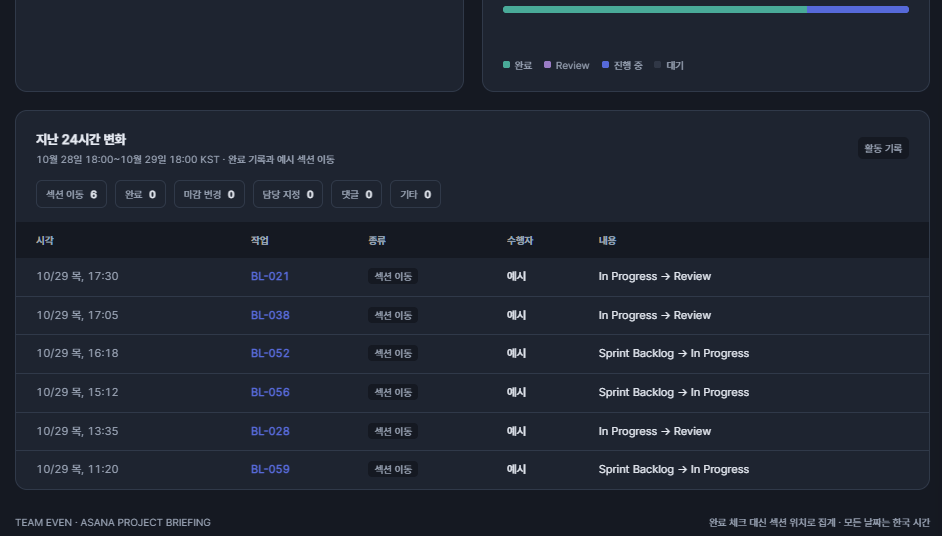 완료 Review 진행 중 대기
지난 24시간 변화
10월 28일 18:00~10월 29일 18:00 KST · 완료 기록과 예시 섹션 이동
활동 기록
섹션 이동 6 완료 0 마감 변경 0 담당 지정 0 댓글 0 기타 0
시각 작업 종류 수행자 내용
10/29 목, 17:30 BL-021 섹션 이동 예시 In Progress → Review
10/29 목, 17:05 BL-038 섹션 이동 예시 In Progress → Review
10/29 목, 16:18 BL-052 섹션 이동 예시 Sprint Backlog → In Progress
10/29 목, 15:12 BL-056 섹션 이동 예시 Sprint Backlog → In Progress
10/29 목, 13:35 BL-028 섹션 이동 예시 In Progress → Review
10/29 목, 11:20 BL-059 섹션 이동 예시 Sprint Backlog → In Progress
TEAM EVEN · ASANA PROJECT BRIEFING
완료 체크 대신 섹션 위치로 집계 · 모든 날짜는 한국 시간